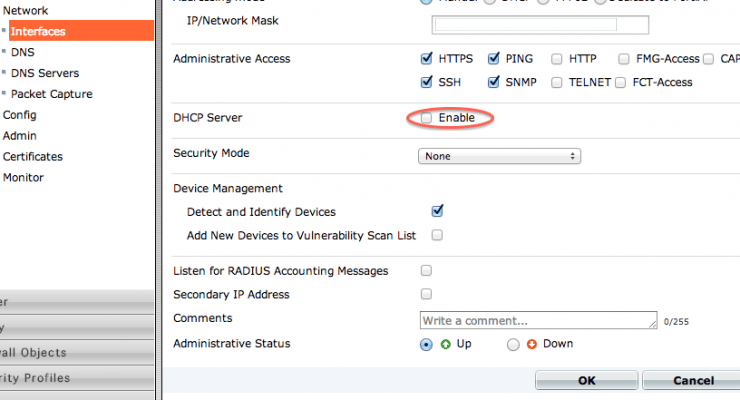 Network
Interfaces
DNS
DNS Servers
Packet Capture
Config
Admin
Certificates
Monitor
all Objects
rity Profiles
Addressing Mode
IP/Network Mask
Administrative Access
HTTPS PING HTTP FMG-Access CAP
SSH SNMP TELNET FCT-Access
DHCP Server Enable
Security Mode None
Device Management
Detect and Identify Devices
Add New Devices to Vulnerability Scan List
Listen for RADIUS Accounting Messages
Secondary IP Address
Comments Write a comment... 0/255
Administrative Status Up Down
OK Cancel